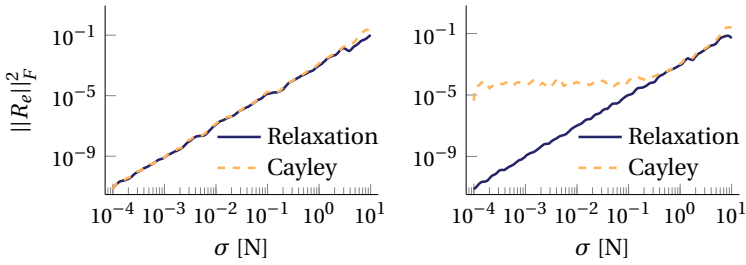 ||R_e||_F^2
10^{-1}
10^{-5}
10^{-9}
Relaxation
Cayley
10^{-4} 10^{-3} 10^{-2} 10^{-1} 10^0 10^1
σ [N]
10^{-1}
10^{-5}
10^{-9}
Relaxation
Cayley
10^{-4} 10^{-3} 10^{-2} 10^{-1} 10^0 10^1
σ [N]